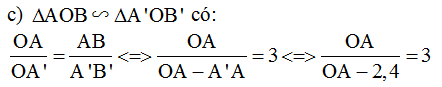 c) ΔAOB ∽ ΔA'OB' có:
OA/OA' = AB/A'B' <=> OA/(OA − A'A) = 3 <=> OA/(OA − 2,4) = 3